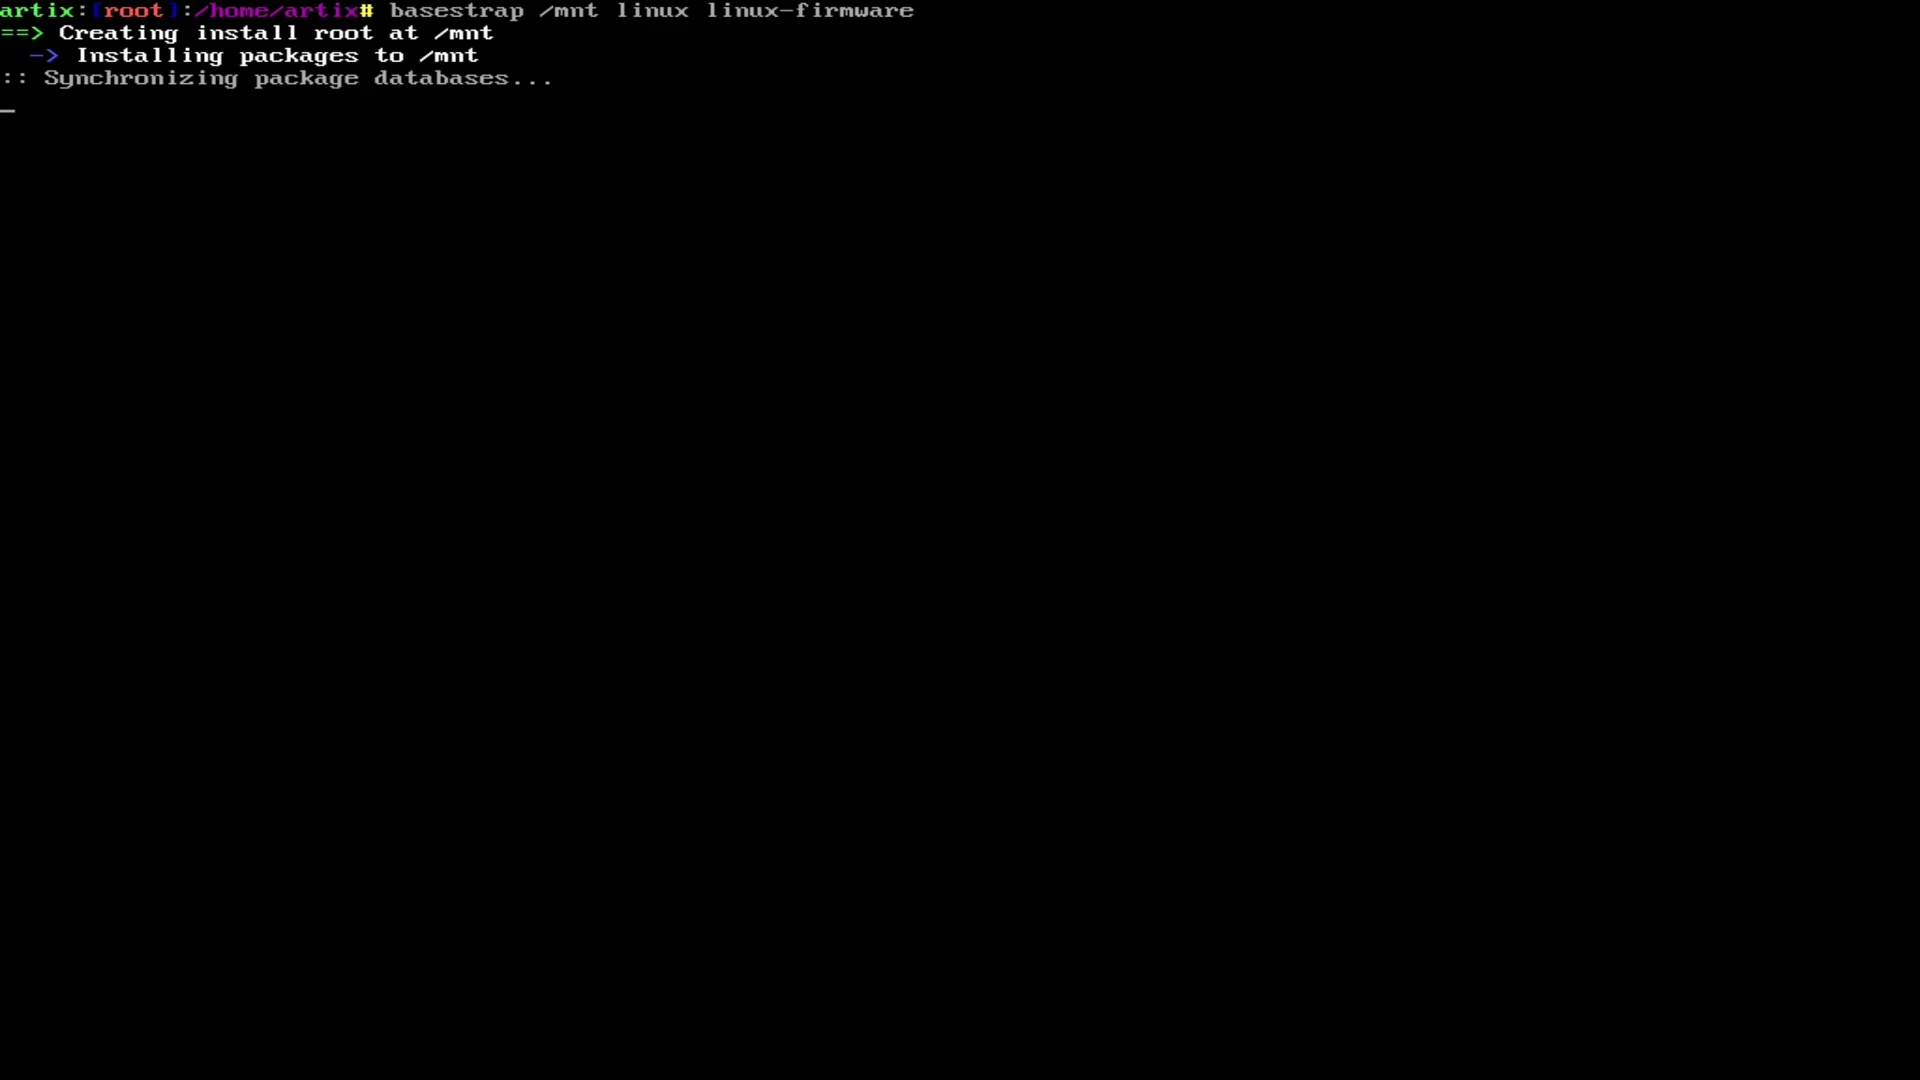 artix:[root]:/home/artix# basestrap /mnt linux linux-firmware
==> Creating install root at /mnt
  -> Installing packages to /mnt
:: Synchronizing package databases...